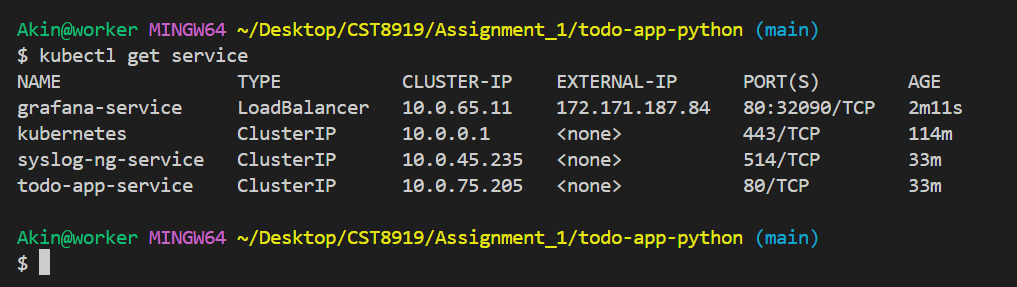 Akin@worker MINGW64 ~/Desktop/CST8919/Assignment_1/todo-app-python (main)
$ kubectl get service
NAME TYPE CLUSTER-IP EXTERNAL-IP PORT(S) AGE
grafana-service LoadBalancer 10.0.65.11 172.171.187.84 80:32090/TCP 2m11s
kubernetes ClusterIP 10.0.0.1 <none> 443/TCP 114m
syslog-ng-service ClusterIP 10.0.45.235 <none> 514/TCP 33m
todo-app-service ClusterIP 10.0.75.205 <none> 80/TCP 33m
Akin@worker MINGW64 ~/Desktop/CST8919/Assignment_1/todo-app-python (main)
$